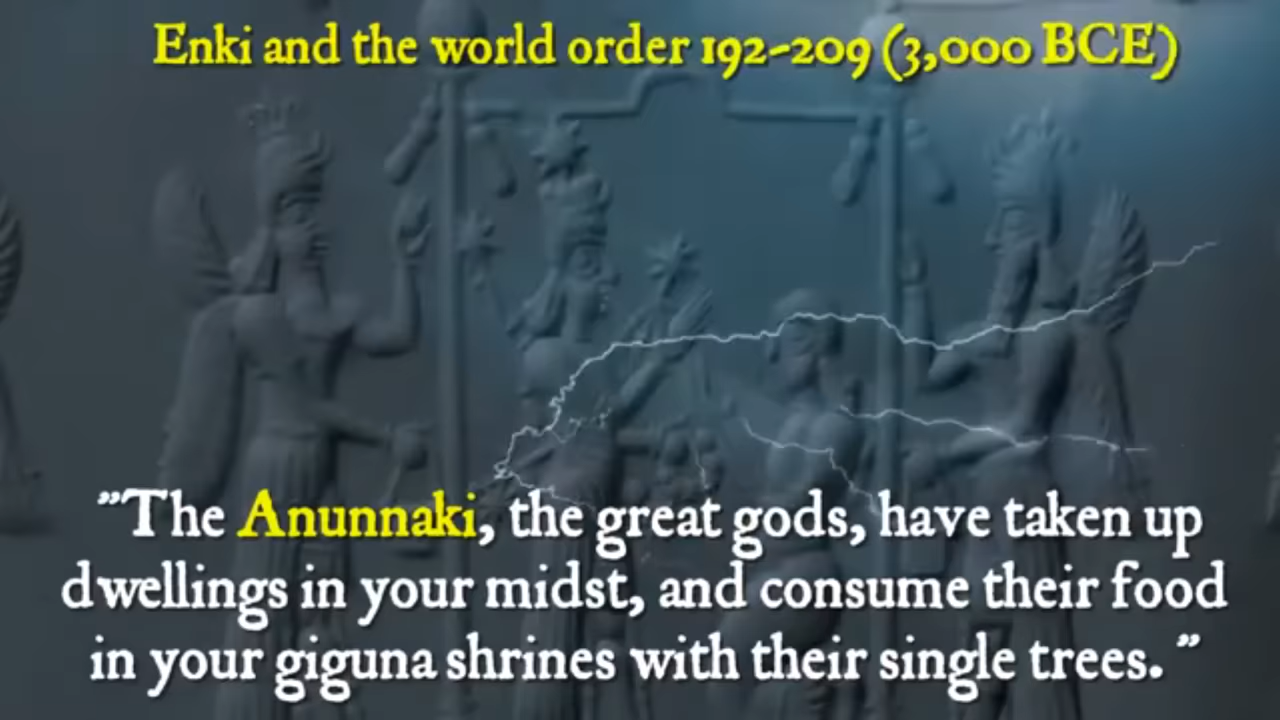 Enki and the world order 192-209 (3,000 BCE)
"The Anunnaki, the great gods, have taken up
dwellings in your midst, and consume their food
in your giguna shrines with their single trees. "